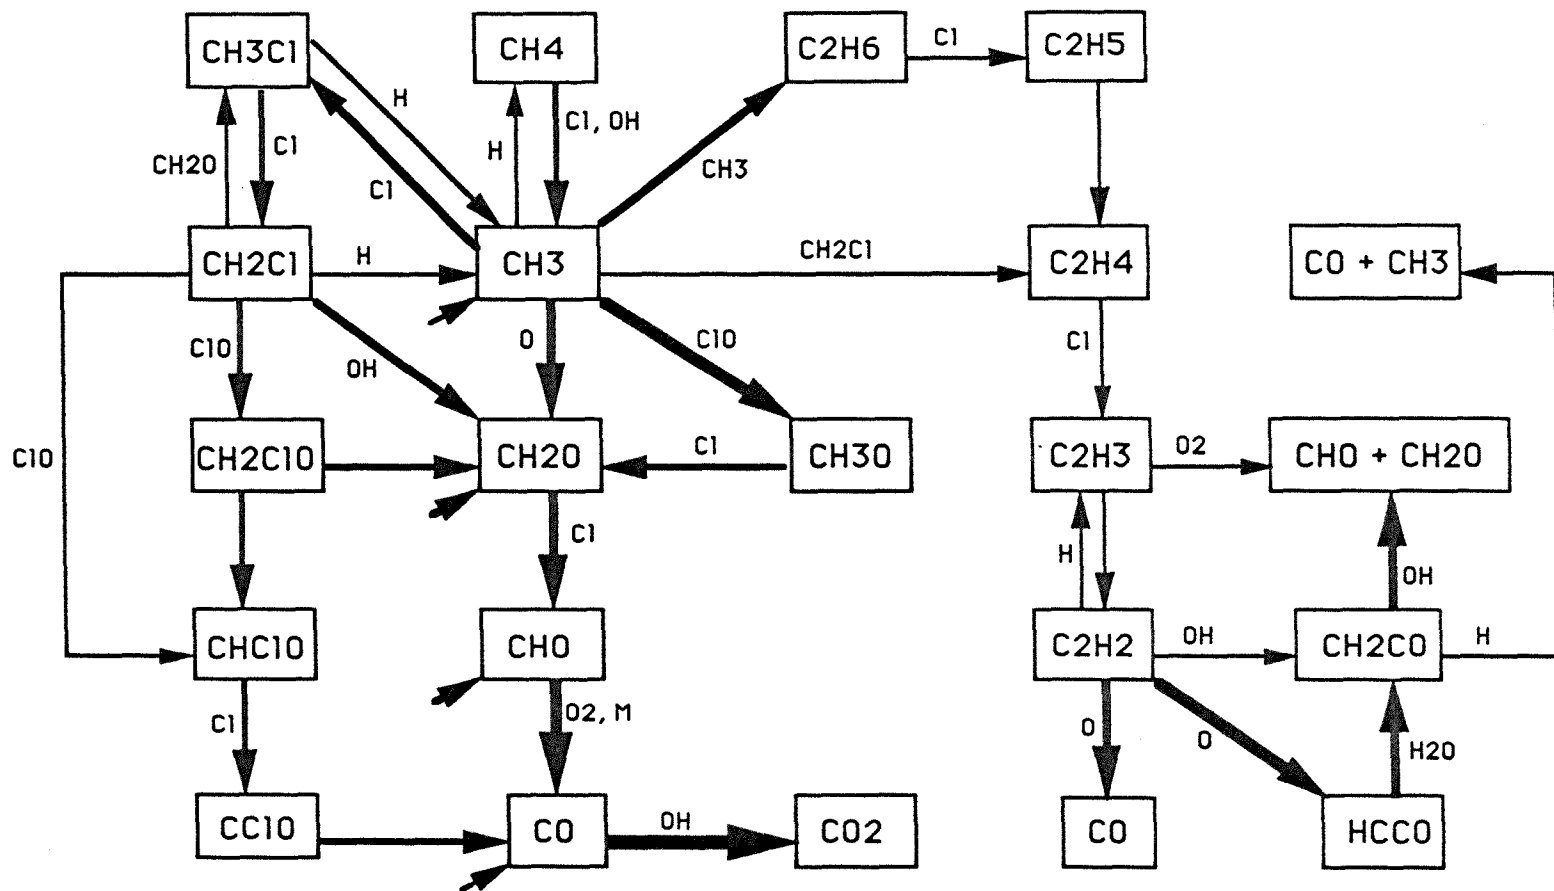 CH3Cl CH4 C2H6 Cl C2H5
H Cl, OH
Cl H
CH2O Cl CH3
CH2Cl H CH3 CH2Cl C2H4 CO + CH3
ClO O ClO Cl
OH
ClO CH2ClO CH2O Cl CH3O C2H3 O2 CHO + CH2O
Cl H OH
CHClO CHO C2H2 OH CH2CO H
Cl O2, M O O H2O
CClO CO OH CO2 CO HCCO